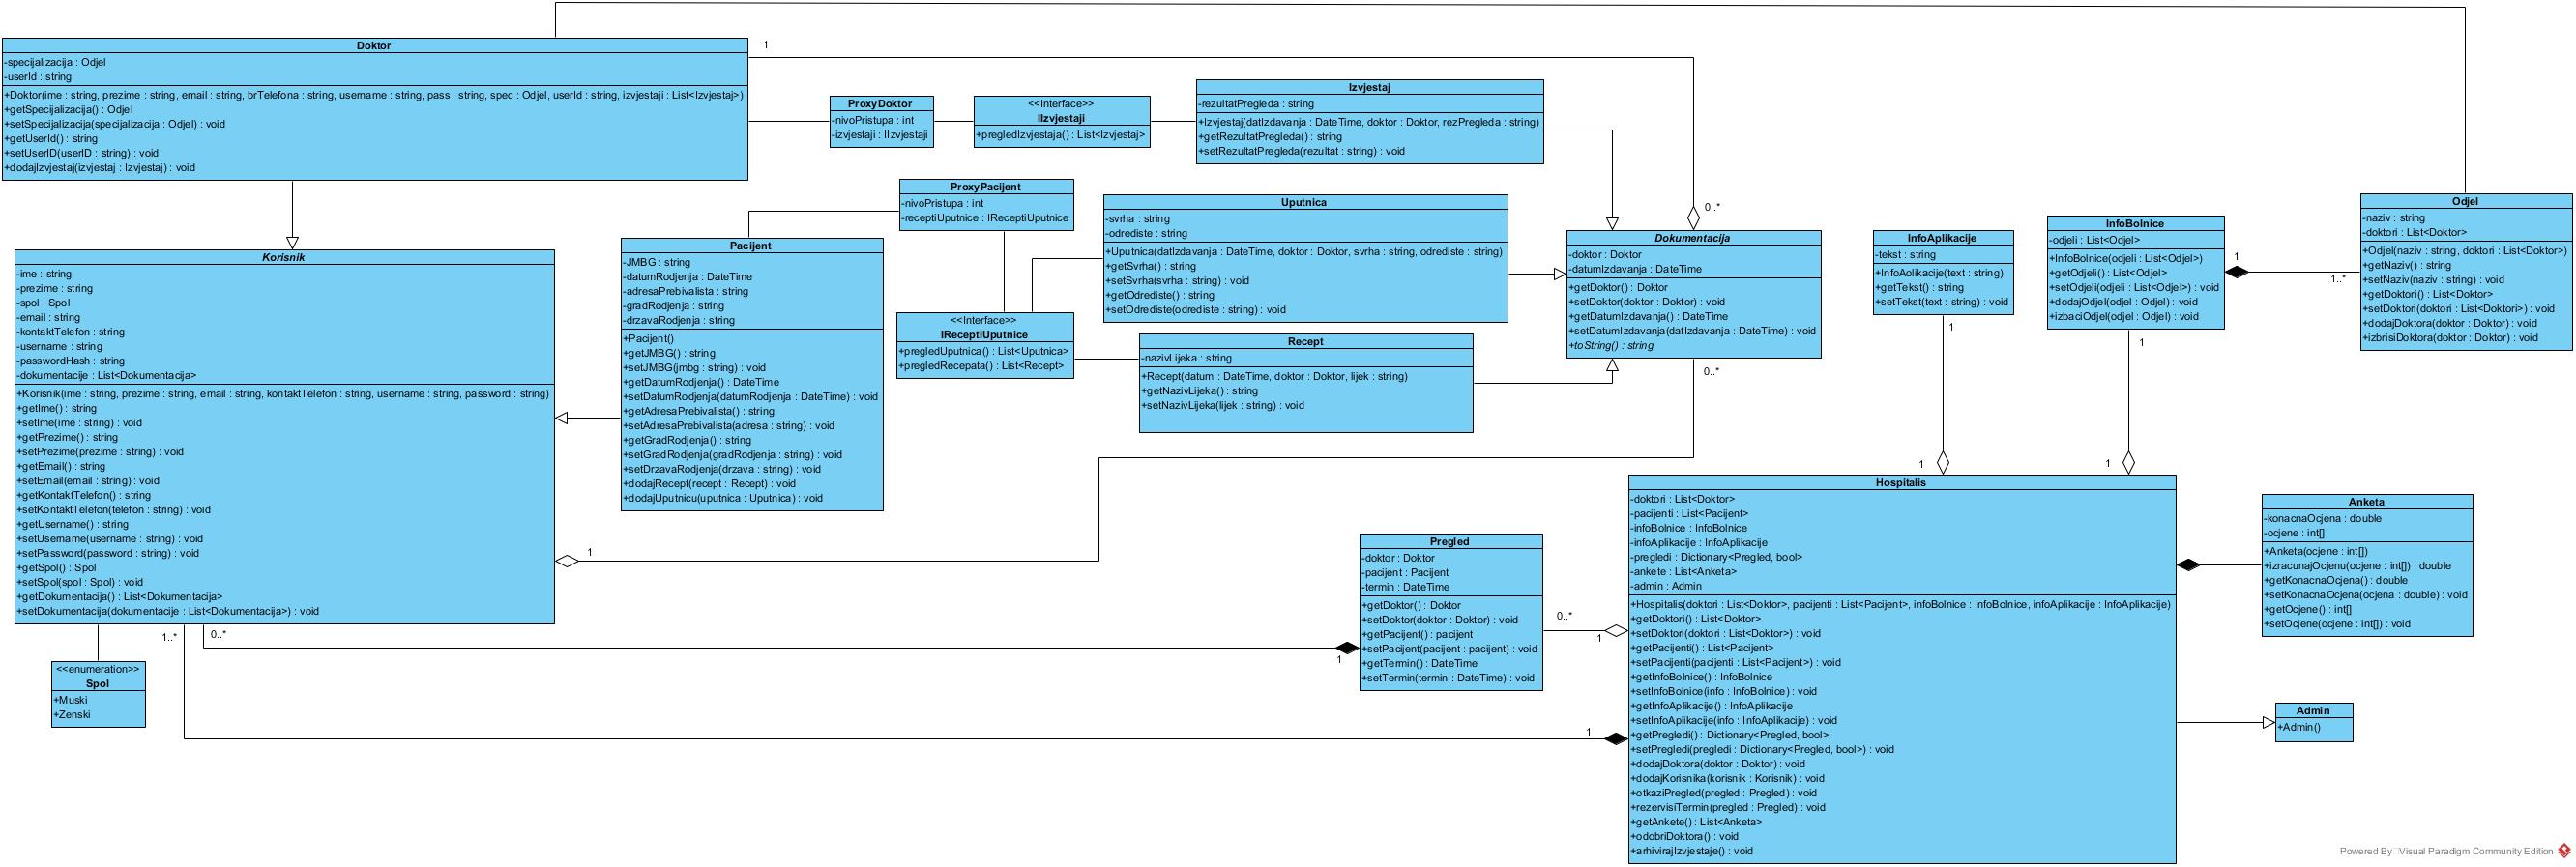 Doktor
-specijalizacija : Odjel
-userId : string
+Doktor(ime : string, prezime : string, email : string, brTelefona : string, username : string, pass : string, spec : Odjel, userId : string, izvjestaji : List<Izvjestaj>)
+getSpecijalizacija() : Odjel
+setSpecijalizacija(specijalizacija : Odjel) : void
+getUserId() : string
+setUserID(userID : string) : void
+dodajIzvjestaj(izvjestaj : Izvjestaj) : void
1
0..*
ProxyDoktor
-nivoPristupa : int
-izvjestaji : IIzvjestaji
<<Interface>>
IIzvjestaji
+pregledIzvjestaja() : List<Izvjestaj>
Izvjestaj
-rezultatPregleda : string
+Izvjestaj(datIzdavanja : DateTime, doktor : Doktor, rezPregleda : string)
+getRezultatPregleda() : string
+setRezultatPregleda(rezultat : string) : void
ProxyPacijent
-nivoPristupa : int
-receptiUputnice : IReceptiUputnice
Uputnica
-svrha : string
-odrediste : string
+Uputnica(datIzdavanja : DateTime, doktor : Doktor, svrha : string, odrediste : string)
+getSvrha() : string
+setSvrha(svrha : string) : void
+getOdrediste() : string
+setOdrediste(odrediste : string) : void
Dokumentacija
-doktor : Doktor
-datumIzdavanja : DateTime
+getDoktor() : Doktor
+setDoktor(doktor : Doktor) : void
+getDatumIzdavanja() : DateTime
+setDatumIzdavanja(datIzdavanja : DateTime) : void
+toString() : string
0..*
InfoAplikacije
-tekst : string
+InfoAolikacije(text : string)
+getTekst() : string
+setTekst(text : string) : void
1
1
InfoBolnice
-odjeli : List<Odjel>
+InfoBolnice(odjeli : List<Odjel>)
+getOdjeli() : List<Odjel>
+setOdjeli(odjeli : List<Odjel>) : void
+dodajOdjel(odjel : Odjel) : void
+izbaciOdjel(odjel : Odjel) : void
1
1
1
1..*
Odjel
-naziv : string
-doktori : List<Doktor>
+Odjel(naziv : string, doktori : List<Doktor>)
+getNaziv() : string
+setNaziv(naziv : string) : void
+getDoktori() : List<Doktor>
+setDoktori(doktori : List<Doktori>) : void
+dodajDoktora(doktor : Doktor) : void
+izbrisiDoktora(doktor : Doktor) : void
Korisnik
-ime : string
-prezime : string
-spol : Spol
-email : string
-kontaktTelefon : string
-username : string
-passwordHash : string
-dokumentacije : List<Dokumentacija>
+Korisnik(ime : string, prezime : string, email : string, kontaktTelefon : string, username : string, password : string)
+getIme() : string
+setIme(ime : string) : void
+getPrezime() : string
+setPrezime(prezime : string) : void
+getEmail() : string
+setEmail(email : string) : void
+getKontaktTelefon() : string
+setKontaktTelefon(telefon : string) : void
+getUsername() : string
+setUsername(username : string) : void
+setPassword(password : string) : void
+getSpol() : Spol
+setSpol(spol : Spol) : void
+getDokumentacija() : List<Dokumentacija>
+setDokumentacija(dokumentacije : List<Dokumentacija>) : void
1
1..*
0..*
Pacijent
-JMBG : string
-datumRodjenja : DateTime
-adresaPrebivalista : string
-gradRodjenja : string
-drzavaRodjenja : string
+Pacijent()
+getJMBG() : string
+setJMBG(jmbg : string) : void
+getDatumRodjenja() : DateTime
+setDatumRodjenja(datumRodjenja : DateTime) : void
+getAdresaPrebivalista() : string
+setAdresaPrebivalista(adresa : string) : void
+getGradRodjenja() : string
+setGradRodjenja(gradRodjenja : string) : void
+setDrzavaRodjenja(drzava : string) : void
+dodajRecept(recept : Recept) : void
+dodajUputnicu(uputnica : Uputnica) : void
<<Interface>>
IReceptiUputnice
+pregledUputnica() : List<Uputnica>
+pregledRecepata() : List<Recept>
Recept
-nazivLijeka : string
+Recept(datum : DateTime, doktor : Doktor, lijek : string)
+getNazivLijeka() : string
+setNazivLijeka(lijek : string) : void
<<enumeration>>
Spol
+Muski
+Zenski
Pregled
-doktor : Doktor
-pacijent : Pacijent
-termin : DateTime
+getDoktor() : Doktor
+setDoktor(doktor : Doktor) : void
+getPacijent() : pacijent
+setPacijent(pacijent : pacijent) : void
+getTermin() : DateTime
+setTermin(termin : DateTime) : void
1
0..*
1
1
Hospitalis
-doktori : List<Doktor>
-pacijenti : List<Pacijent>
-infoBolnice : InfoBolnice
-infoAplikacije : InfoAplikacije
-pregledi : Dictionary<Pregled, bool>
-ankete : List<Anketa>
-admin : Admin
+Hospitalis(doktori : List<Doktor>, pacijenti : List<Pacijent>, infoBolnice : InfoBolnice, infoAplikacije : InfoAplikacije)
+getDoktori() : List<Doktor>
+setDoktori(doktori : List<Doktor>) : void
+getPacijenti() : List<Pacijent>
+setPacijenti(pacijenti : List<Pacijent>) : void
+getInfoBolnice() : InfoBolnice
+setInfoBolnice(info : InfoBolnice) : void
+getInfoAplikacije() : InfoAplikacije
+setInfoAplikacije(info : InfoAplikacije) : void
+getPregledi() : Dictionary<Pregled, bool>
+setPregledi(pregledi : Dictionary<Pregled, bool>) : void
+dodajDoktora(doktor : Doktor) : void
+dodajKorisnika(korisnik : Korisnik) : void
+otkaziPregled(pregled : Pregled) : void
+rezervisiTermin(pregled : Pregled) : void
+getAnkete() : List<Anketa>
+odobriDoktora() : void
+arhivirajIzvjestaje() : void
Anketa
-konacnaOcjena : double
-ocjene : int[]
+Anketa(ocjene : int[])
+izracunajOcjenu(ocjene : int[]) : double
+getKonacnaOcjena() : double
+setKonacnaOcjena(ocjena : double) : void
+getOcjene() : int[]
+setOcjene(ocjene : int[]) : void
Admin
+Admin()
Powered By Visual Paradigm Community Edition